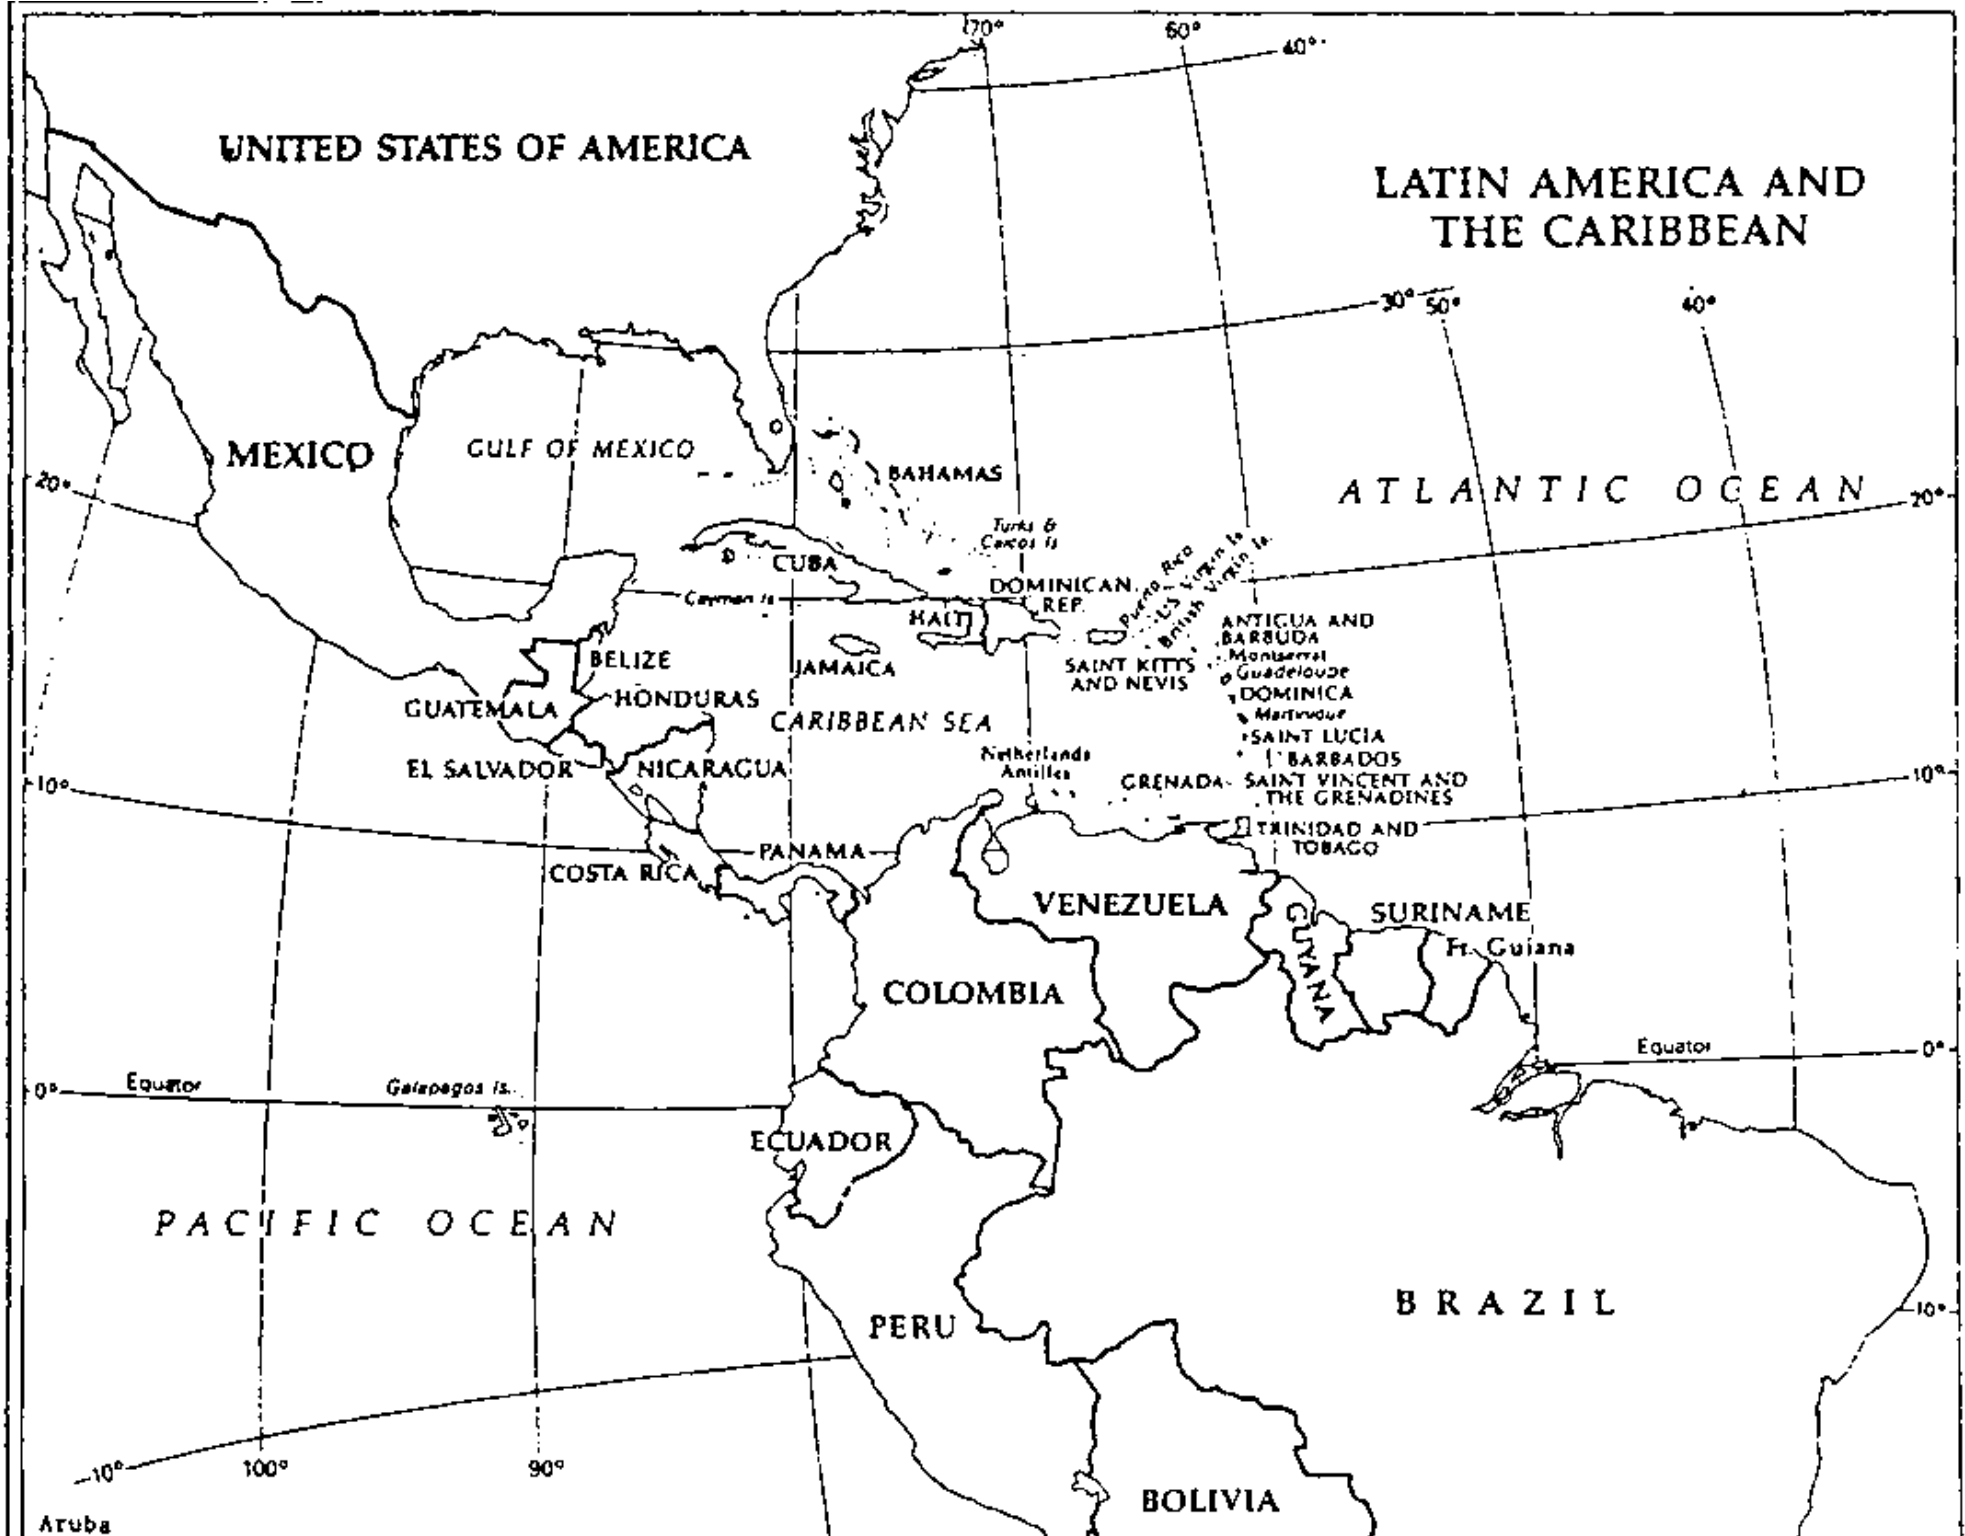 70°
60°
40°
UNITED STATES OF AMERICA
LATIN AMERICA AND
THE CARIBBEAN
30°
50°
40°
MEXICO
GULF OF MEXICO
BAHAMAS
20°
ATLANTIC OCEAN
20°
Turks &
Caicos Is
CUBA
Puerto Rico
U.S. Virgin Is.
British Virgin Is.
DOMINICAN
REP.
Cayman Is
HAITI
ANTIGUA AND
BARBUDA
BELIZE
JAMAICA
SAINT KITTS
AND NEVIS
Montserrat
Guadeloupe
DOMINICA
HONDURAS
GUATEMALA
CARIBBEAN SEA
Martinique
SAINT LUCIA
BARBADOS
EL SALVADOR
NICARAGUA
Netherlands
Antilles
GRENADA
SAINT VINCENT AND
THE GRENADINES
10°
10°
TRINIDAD AND
TOBAGO
PANAMA
COSTA RICA
VENEZUELA
GUYANA
SURINAME
Fr. Guiana
COLOMBIA
0°
Equator
Galapagos Is.
Equator
0°
ECUADOR
PACIFIC OCEAN
PERU
BRAZIL
10°
10°
100°
90°
BOLIVIA
Aruba